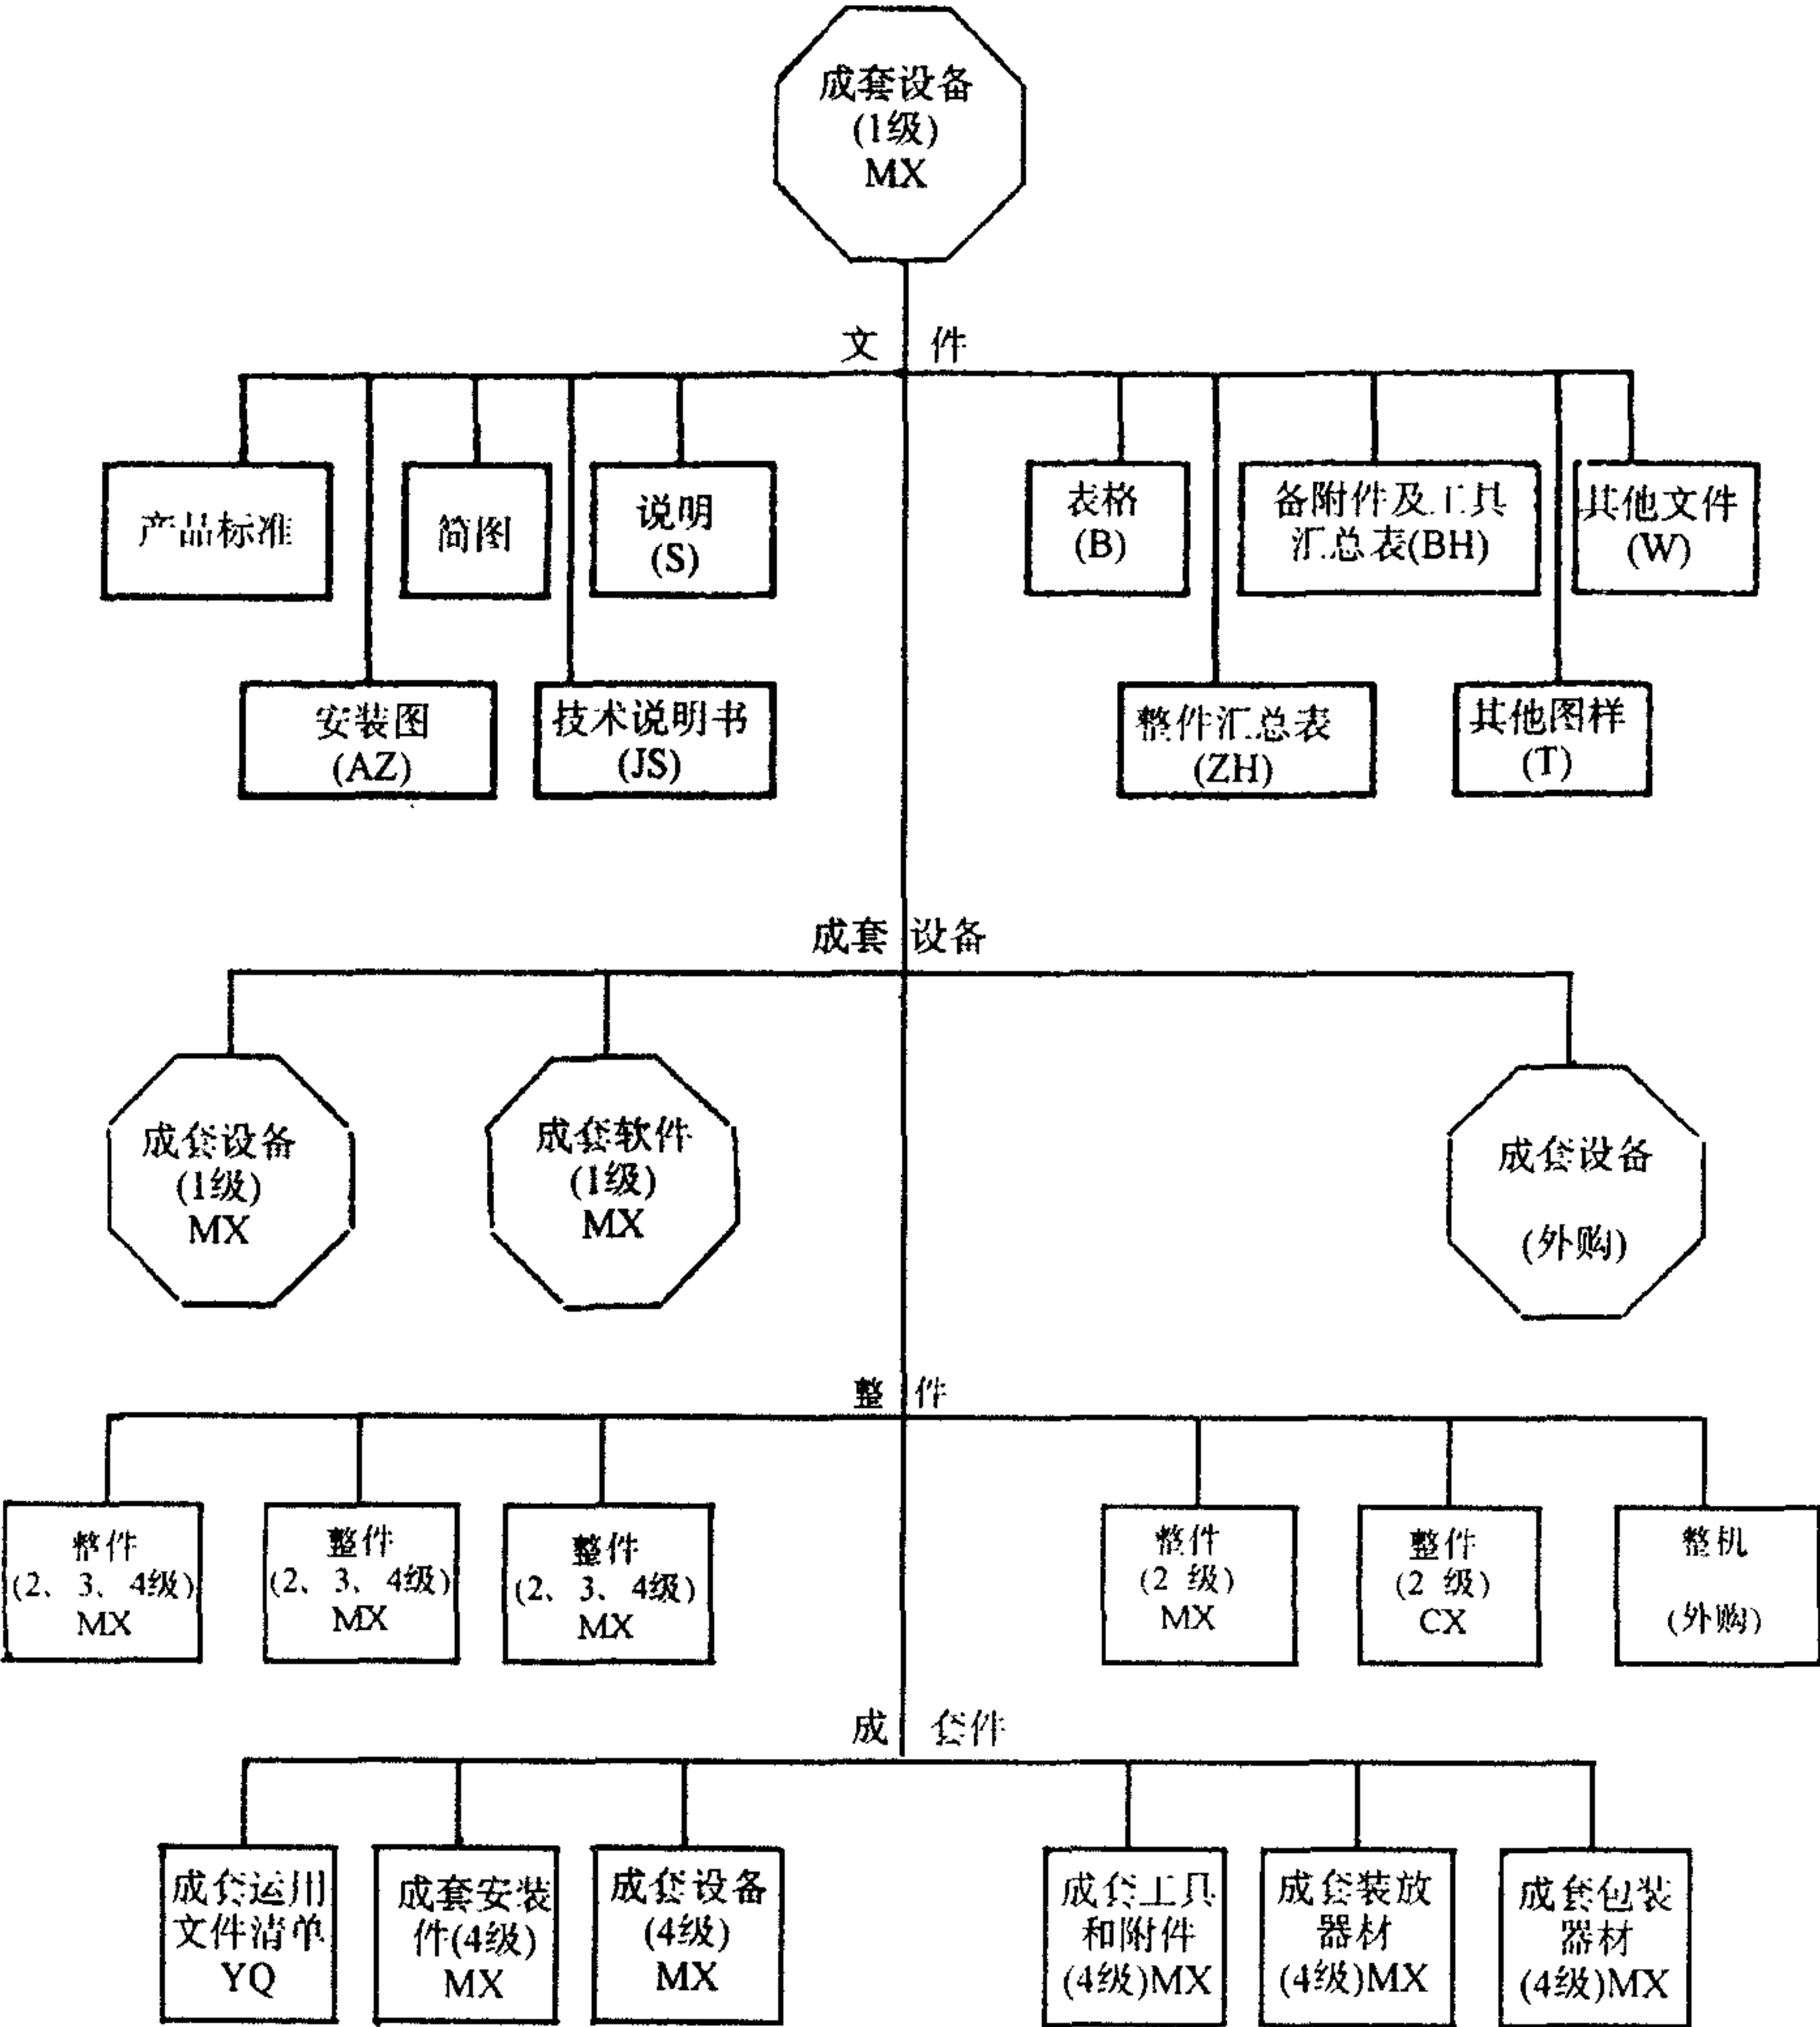 成套设备
(1级)
MX
文 件
产品标准
简图
说明
(S)
表格
(B)
备附件及工具
汇总表(BH)
其他文件
(W)
安装图
(AZ)
技术说明书
(JS)
整件汇总表
(ZH)
其他图样
(T)
成套 设备
成套设备
(1级)
MX
成套软件
(1级)
MX
成套设备
(外购)
整 件
整件
(2、3、4级)
MX
整件
(2、3、4级)
MX
整件
(2、3、4级)
MX
整件
(2 级)
MX
整件
(2 级)
CX
整机
(外购)
成 套件
成套运用
文件清单
YQ
成套安装
件(4级)
MX
成套设备
(4级)
MX
成套工具
和附件
(4级)MX
成套装放
器材
(4级)MX
成套包装
器材
(4级)MX